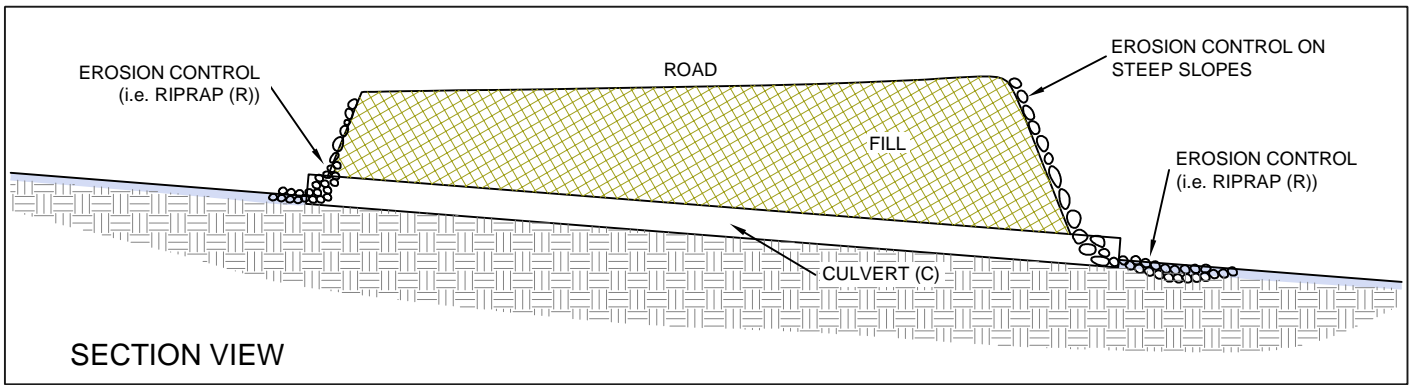 EROSION CONTROL
(i.e. RIPRAP (R))
ROAD
EROSION CONTROL ON
STEEP SLOPES
FILL
EROSION CONTROL
(i.e. RIPRAP (R))
CULVERT (C)
SECTION VIEW